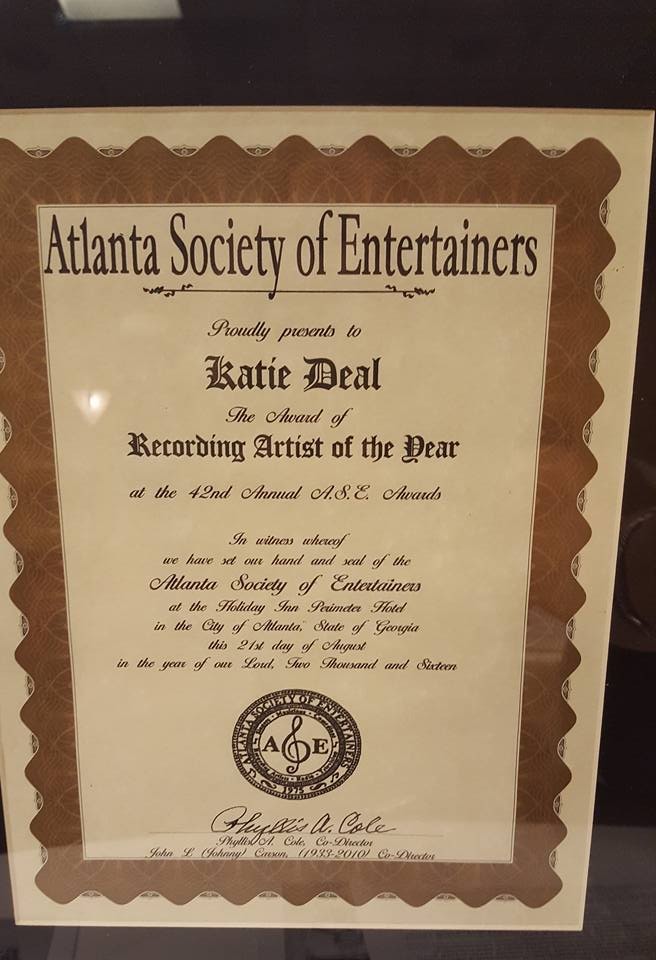 Atlanta Society of Entertainers
Proudly presents to
Katie Deal
The Award of
Recording Artist of the Year
at the 42nd Annual A.S.E. Awards
In witness whereof
we have set our hand and seal of the
Atlanta Society of Entertainers
at the Holiday Inn Perimeter Hotel
in the City of Atlanta, State of Georgia
this 21st day of August
in the year of our Lord, Two Thousand and Sixteen
ATLANTA SOCIETY OF ENTERTAINERS
Musicians
A E
Recording Artists • Radio
1975
Phyllis A. Cole
Phyllis A. Cole, Co-Director
John L (Johnny) Carson, (1933-2010) Co-Director